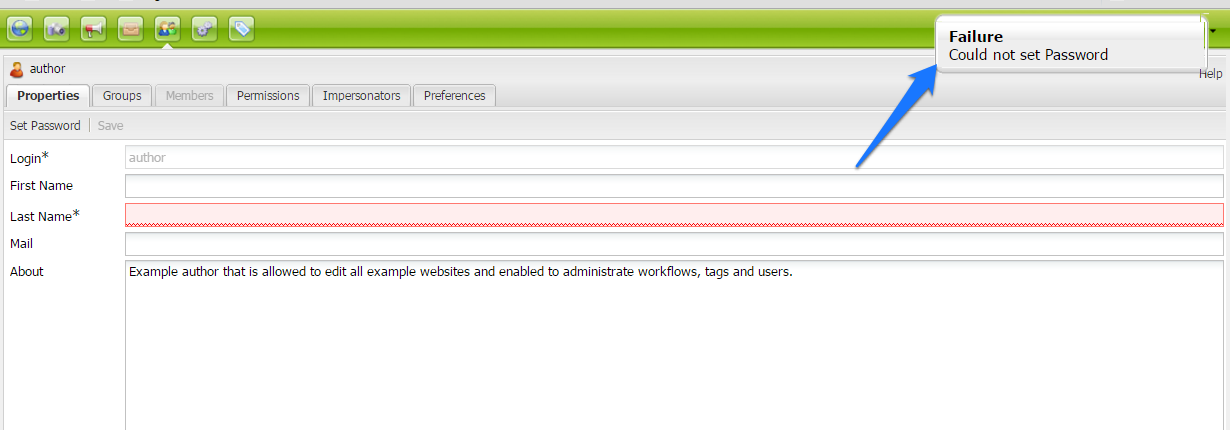 Failure
Could not set Password
Help
author
Properties Groups Members Permissions Impersonators Preferences
Set Password Save
Login* author
First Name
Last Name*
Mail
About Example author that is allowed to edit all example websites and enabled to administrate workflows, tags and users.